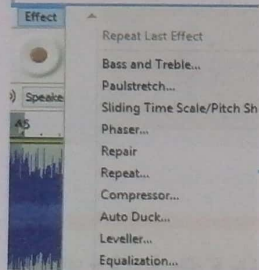 Effect
Repeat Last Effect
Bass and Treble...
Paulstretch...
Sliding Time Scale/Pitch Sh
Phaser...
Speake
Repair
45
Repeat...
Compressor...
Auto Duck...
Leveller...
Equalization...